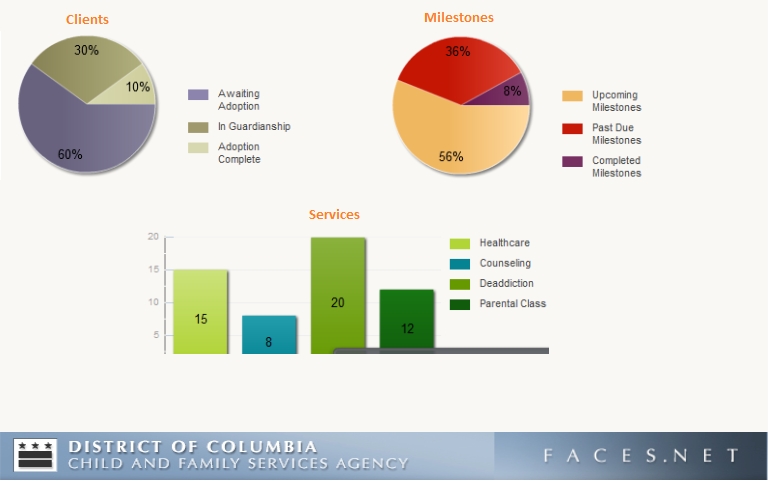 Clients
30%
10%
60%
Awaiting
Adoption
In Guardianship
Adoption
Complete
Milestones
36%
8%
56%
Upcoming
Milestones
Past Due
Milestones
Completed
Milestones
Services
20
15
10
5
15
8
20
12
Healthcare
Counseling
Deaddiction
Parental Class
DISTRICT OF COLUMBIA
CHILD AND FAMILY SERVICES AGENCY
FACES.NET